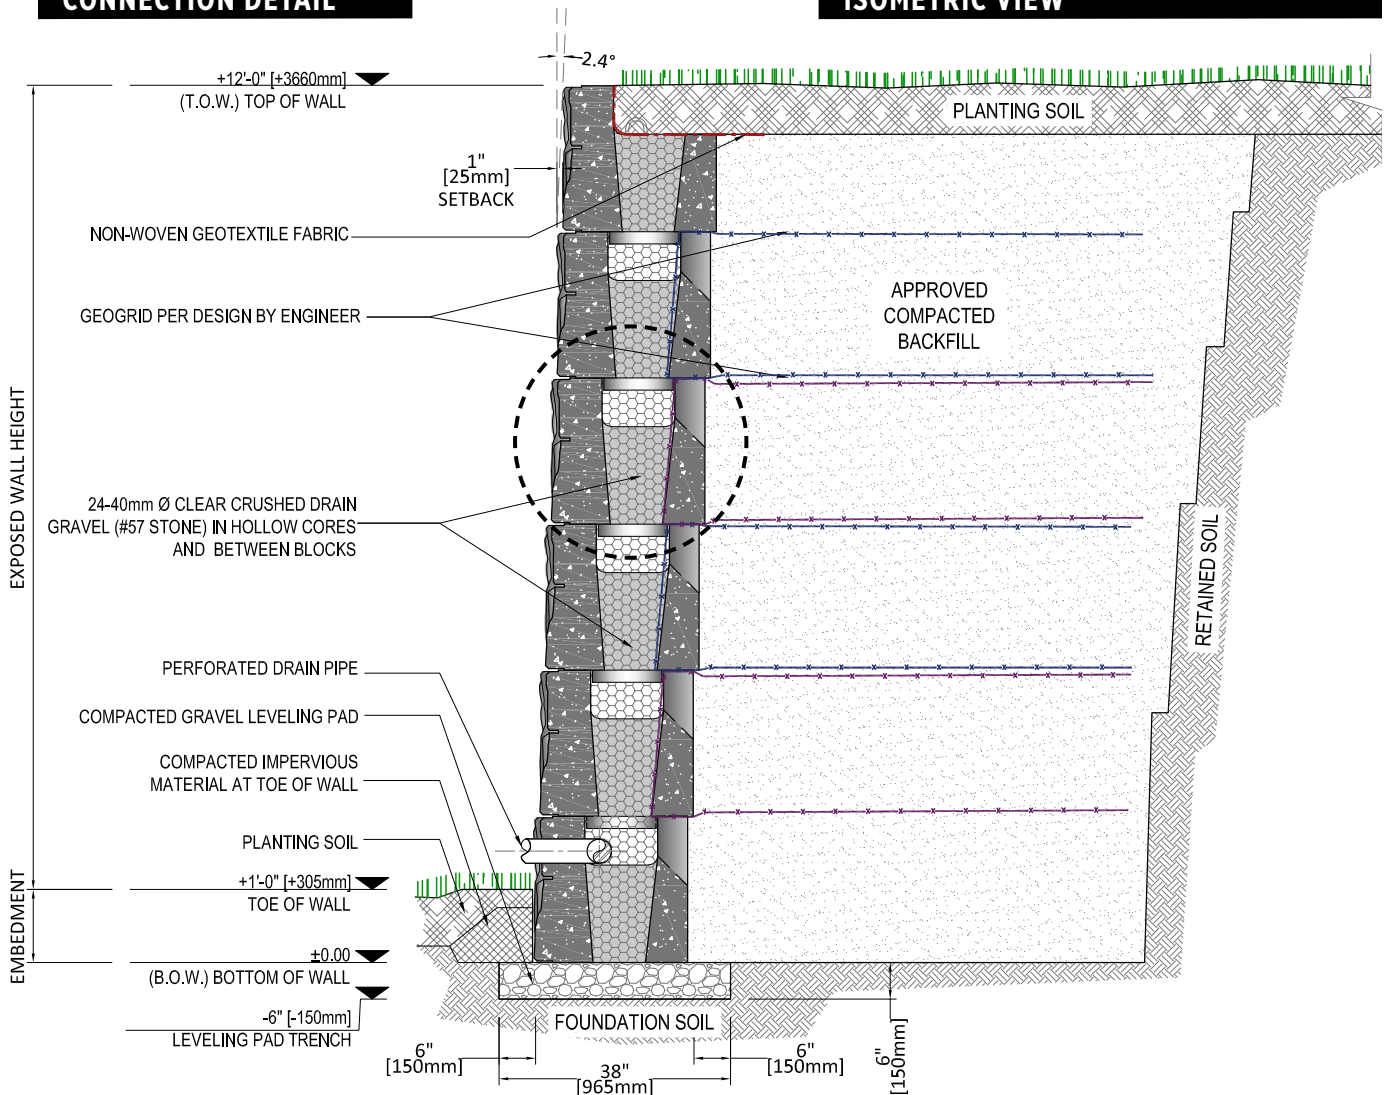 CONNECTION DETAIL
ISOMETRIC VIEW
2.4°
+12'-0" [+3660mm]
(T.O.W.) TOP OF WALL
PLANTING SOIL
1"
[25mm]
SETBACK
NON-WOVEN GEOTEXTILE FABRIC
GEOGRID PER DESIGN BY ENGINEER
APPROVED
COMPACTED
BACKFILL
EXPOSED WALL HEIGHT
24-40mm Ø CLEAR CRUSHED DRAIN
GRAVEL (#57 STONE) IN HOLLOW CORES
AND BETWEEN BLOCKS
RETAINED SOIL
PERFORATED DRAIN PIPE
COMPACTED GRAVEL LEVELING PAD
COMPACTED IMPERVIOUS
MATERIAL AT TOE OF WALL
PLANTING SOIL
+1'-0" [+305mm]
TOE OF WALL
EMBEDMENT
±0.00
(B.O.W.) BOTTOM OF WALL
-6" [-150mm]
LEVELING PAD TRENCH
FOUNDATION SOIL
6"
[150mm]
38"
[965mm]
6"
[150mm]
6"
[150mm]